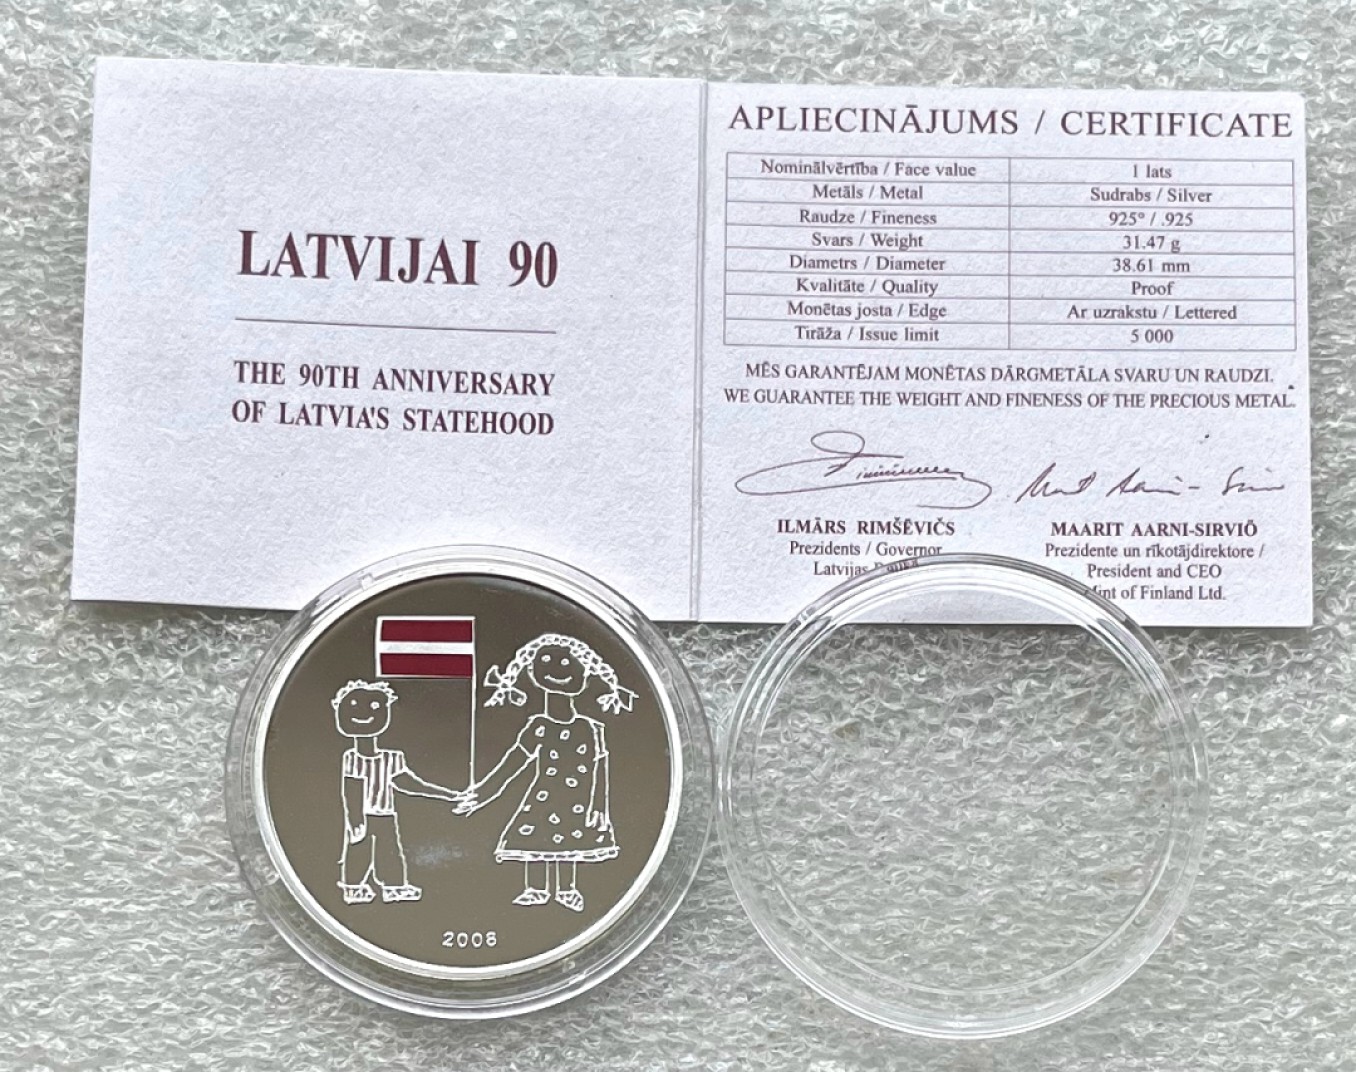 LATVIJAI 90
THE 90TH ANNIVERSARY
OF LATVIA'S STATEHOOD
APLIECINĀJUMS / CERTIFICATE
Nominālvērtība / Face value 1 lats
Metāls / Metal Sudrabs / Silver
Raudze / Fineness 925° / .925
Svars / Weight 31.47 g
Diametrs / Diameter 38.61 mm
Kvalitāte / Quality Proof
Monētas josta / Edge Ar uzrakstu / Lettered
Tirāža / Issue limit 5 000
MĒS GARANTĒJAM MONĒTAS DĀRGMETĀLA SVARU UN RAUDZI.
WE GUARANTEE THE WEIGHT AND FINENESS OF THE PRECIOUS METAL.
ILMĀRS RIMŠĒVIČS
Prezidents / Governor
Latvijas
MAARIT AARNI-SIRVIÖ
Prezidente un rīkotājdirektore /
President and CEO
Mint of Finland Ltd.
2008